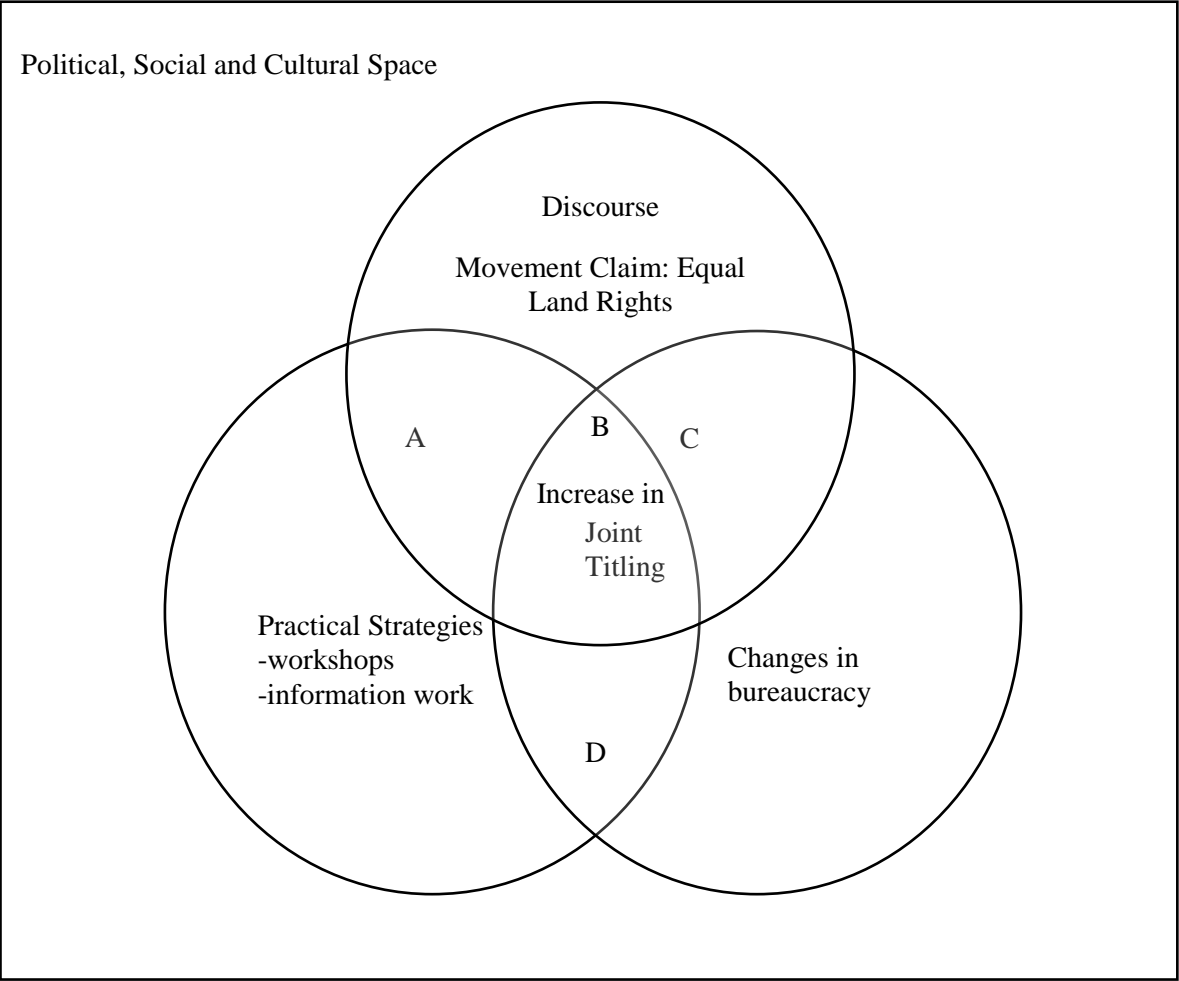 Political, Social and Cultural Space
Discourse
Movement Claim: Equal
Land Rights
A
B
C
Increase in
Joint
Titling
Practical Strategies
-workshops
-information work
Changes in
bureaucracy
D